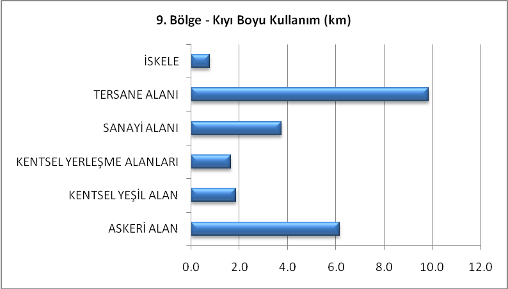 9. Bölge - Kıyı Boyu Kullanım (km)
İSKELE
TERSANE ALANI
SANAYİ ALANI
KENTSEL YERLEŞME ALANLARI
KENTSEL YEŞİL ALAN
ASKERİ ALAN
0.0 2.0 4.0 6.0 8.0 10.0 12.0